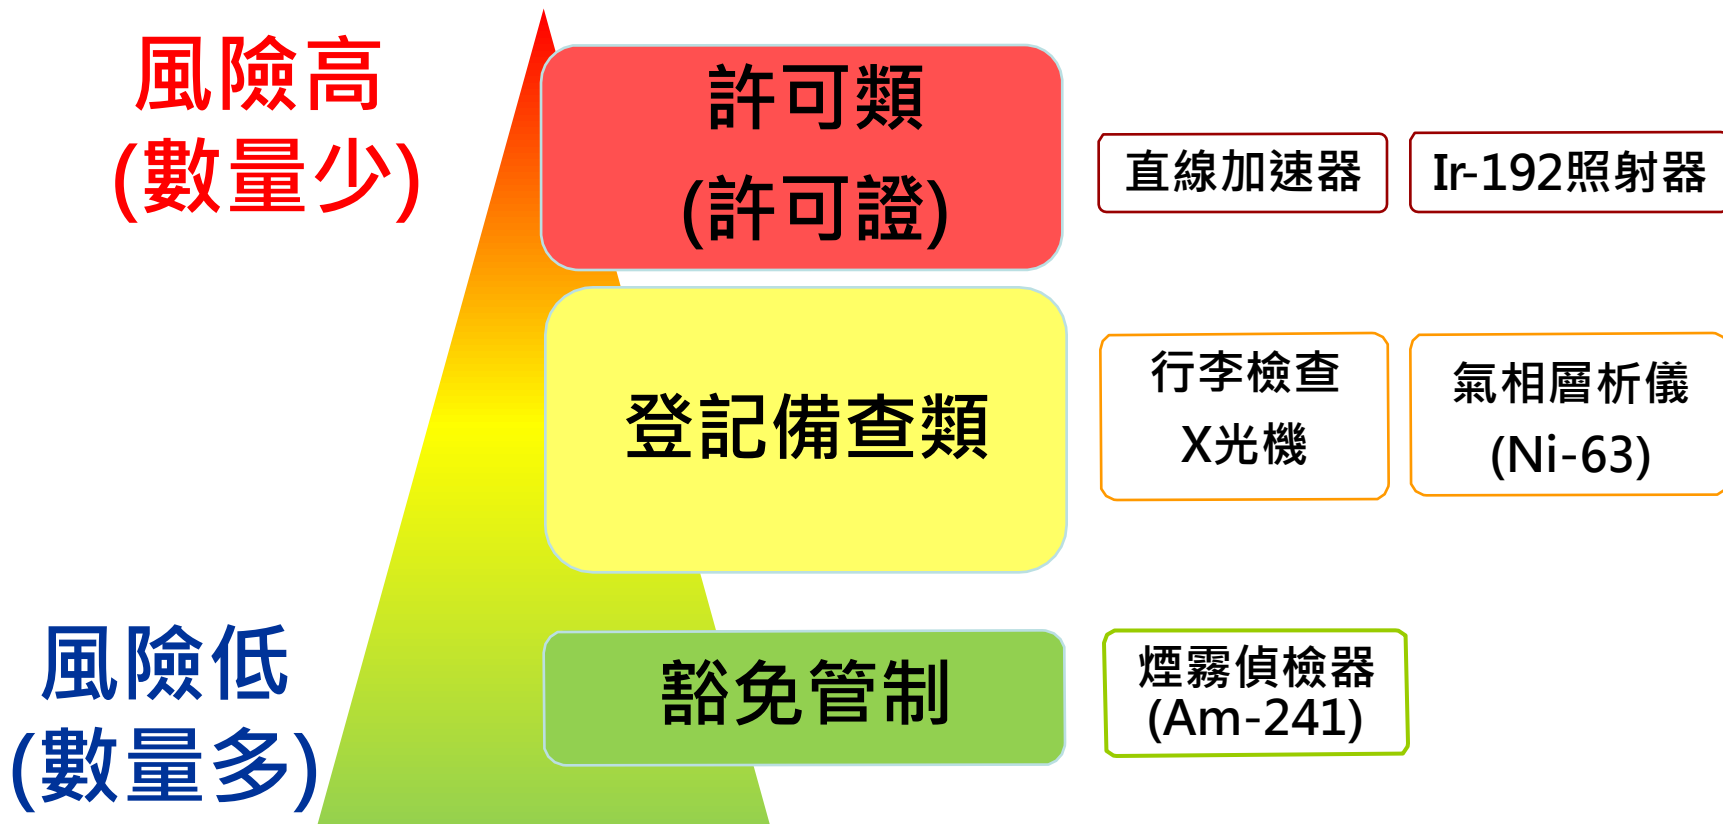 風險高
(數量少)
許可類
(許可證)
直線加速器
Ir-192照射器
登記備查類
行李檢查
X光機
氣相層析儀
(Ni-63)
風險低
(數量多)
豁免管制
煙霧偵檢器
(Am-241)